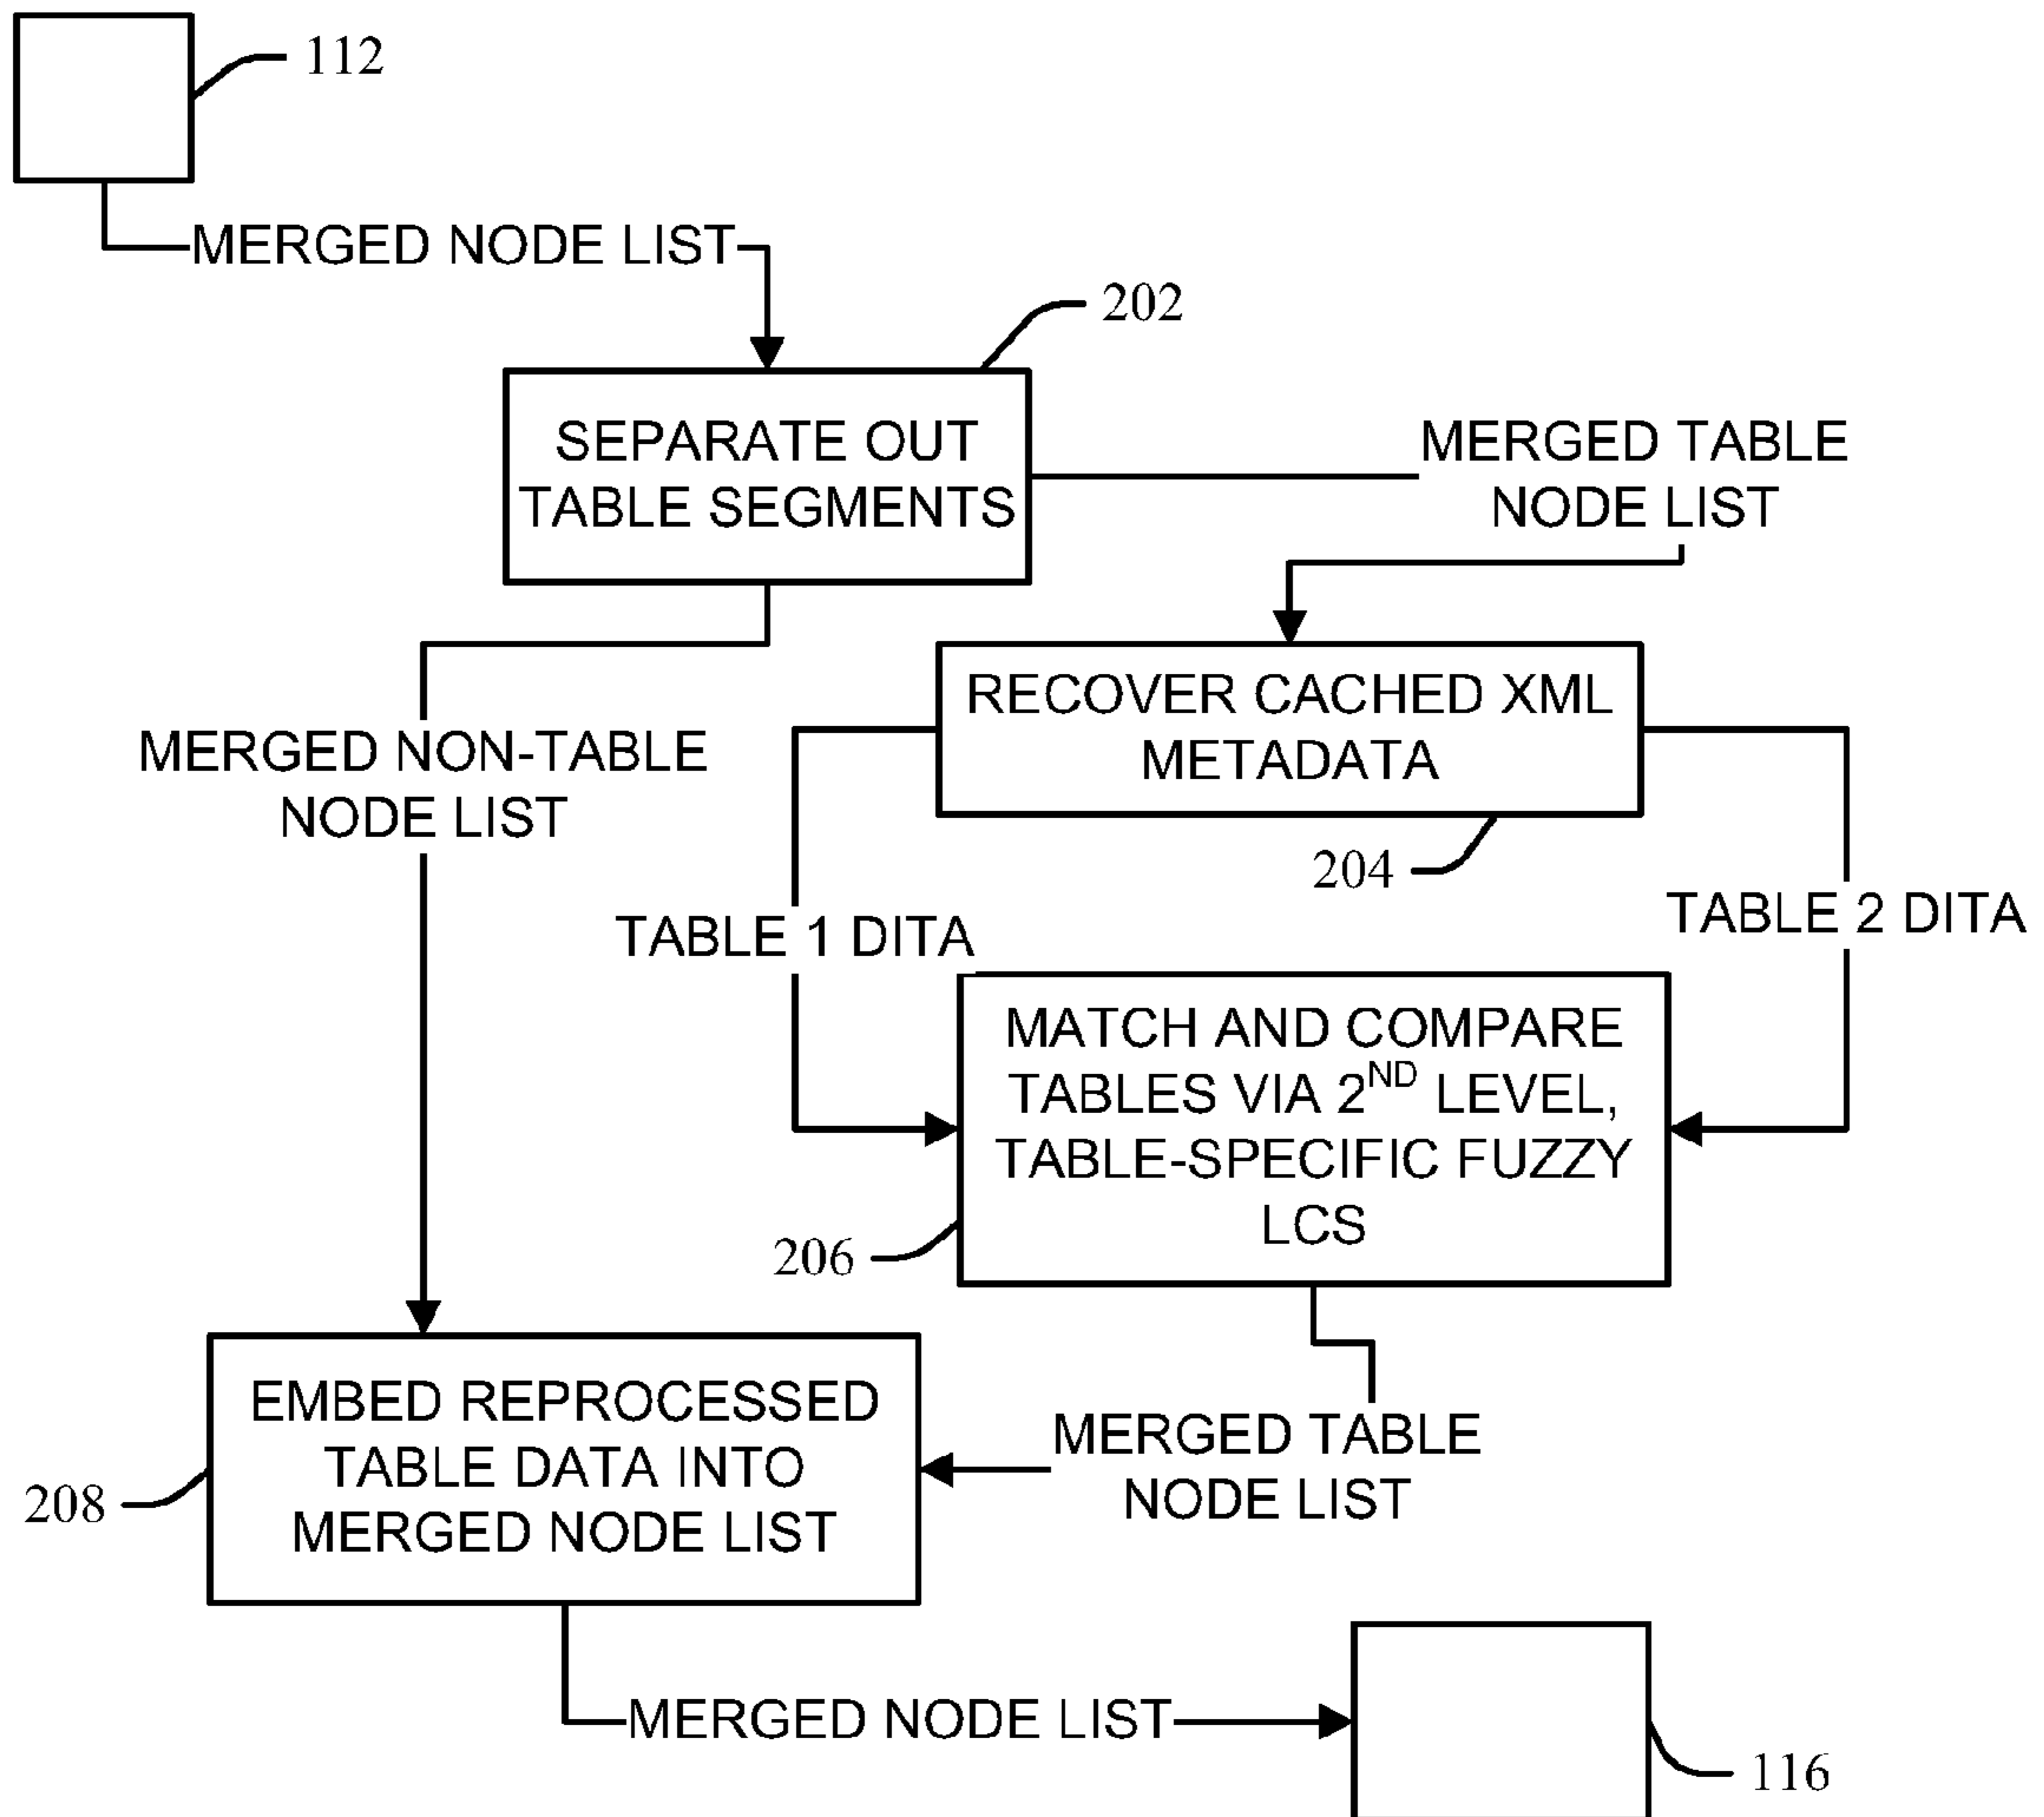 112
MERGED NODE LIST
202
SEPARATE OUT
TABLE SEGMENTS
MERGED TABLE
NODE LIST
RECOVER CACHED XML
METADATA
204
MERGED NON-TABLE
NODE LIST
TABLE 1 DITA
TABLE 2 DITA
MATCH AND COMPARE
TABLES VIA 2ND LEVEL,
TABLE-SPECIFIC FUZZY
LCS
206
EMBED REPROCESSED
TABLE DATA INTO
MERGED NODE LIST
208
MERGED TABLE
NODE LIST
MERGED NODE LIST
116